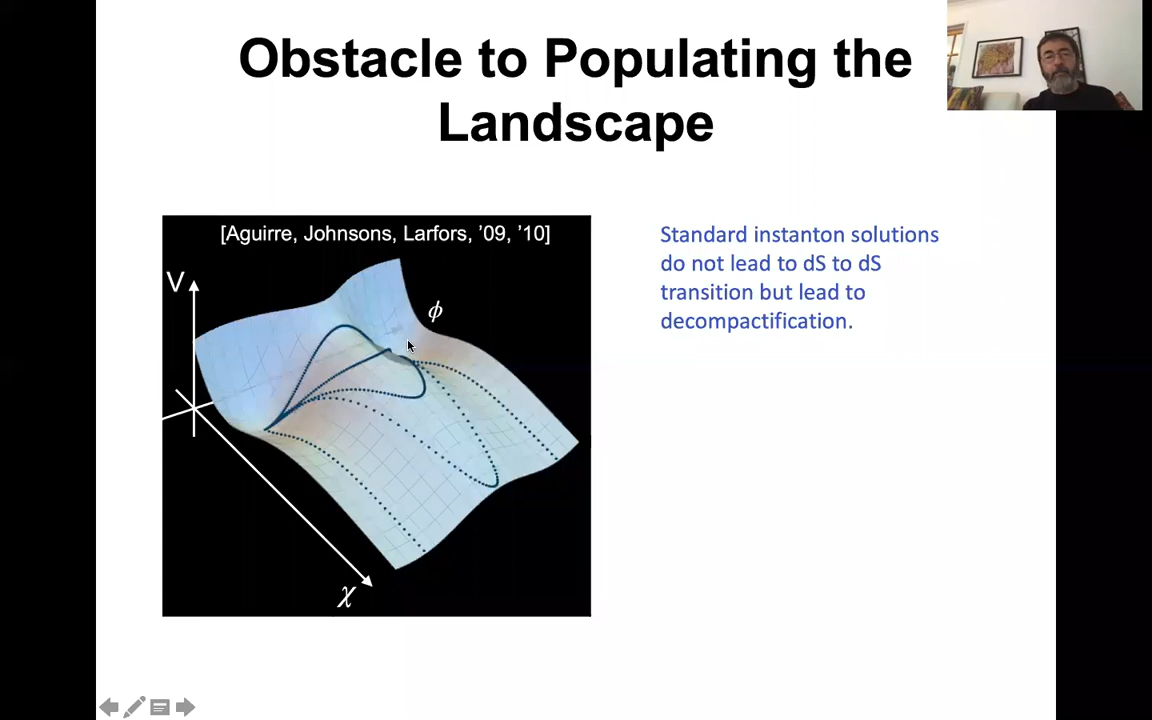 Obstacle to Populating the
Landscape
[Aguirre, Johnsons, Larfors, ’09, ’10]
V
ϕ
χ
Standard instanton solutions
do not lead to dS to dS
transition but lead to
decompactification.